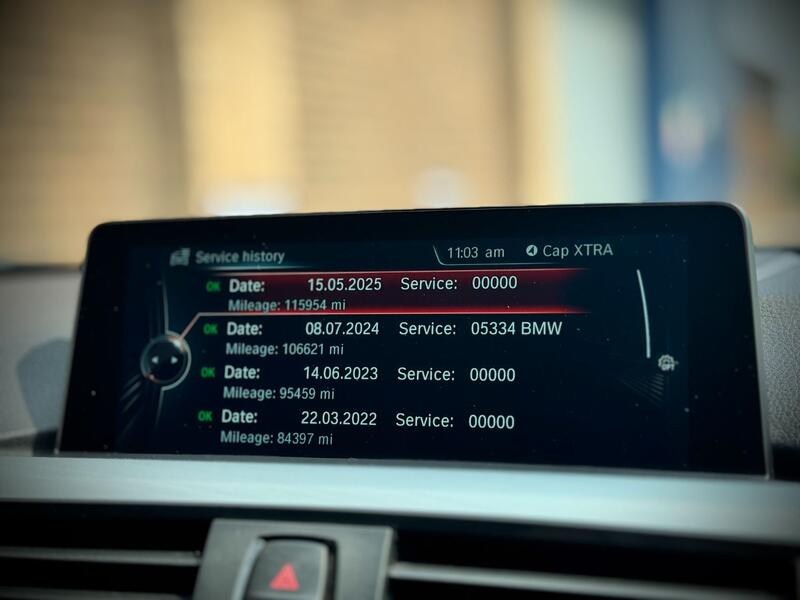 Service history 11:03 am Cap XTRA
OK Date: 15.05.2025 Service: 00000
Mileage: 115954 mi
OK Date: 08.07.2024 Service: 05334 BMW
Mileage: 106621 mi
OK Date: 14.06.2023 Service: 00000
Mileage: 95459 mi
OK Date: 22.03.2022 Service: 00000
Mileage: 84397 mi